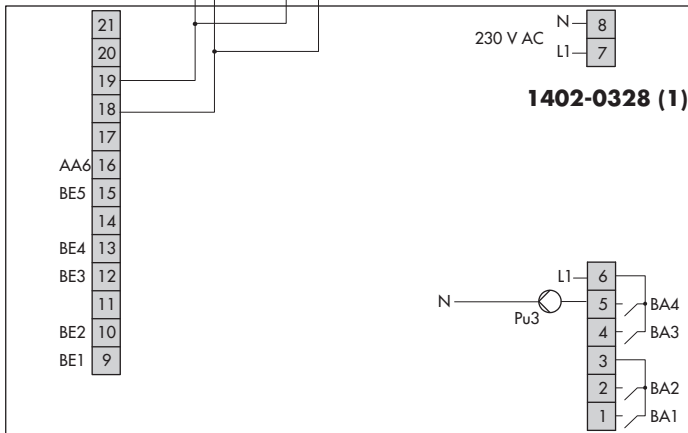 21
20
19
18
17
AA6 16
BE5 15
14
BE4 13
BE3 12
11
BE2 10
BE1 9
N 8
230 V AC
L1 7
1402-0328 (1)
L1 6
N
Pu3
5 BA4
4 BA3
3
2 BA2
1 BA1